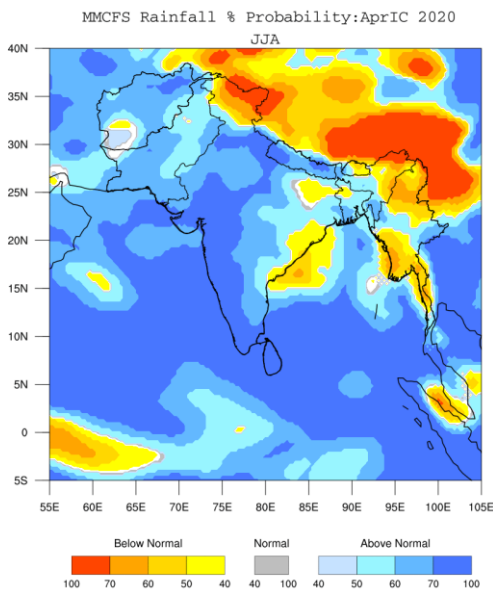 MMCFS Rainfall % Probability:AprIC 2020
JJA
40N
35N
30N
25N
20N
15N
10N
5N
0
5S
55E 60E 65E 70E 75E 80E 85E 90E 95E 100E 105E
Below Normal Normal Above Normal
100 70 60 50 40 40 100 40 50 60 70 100